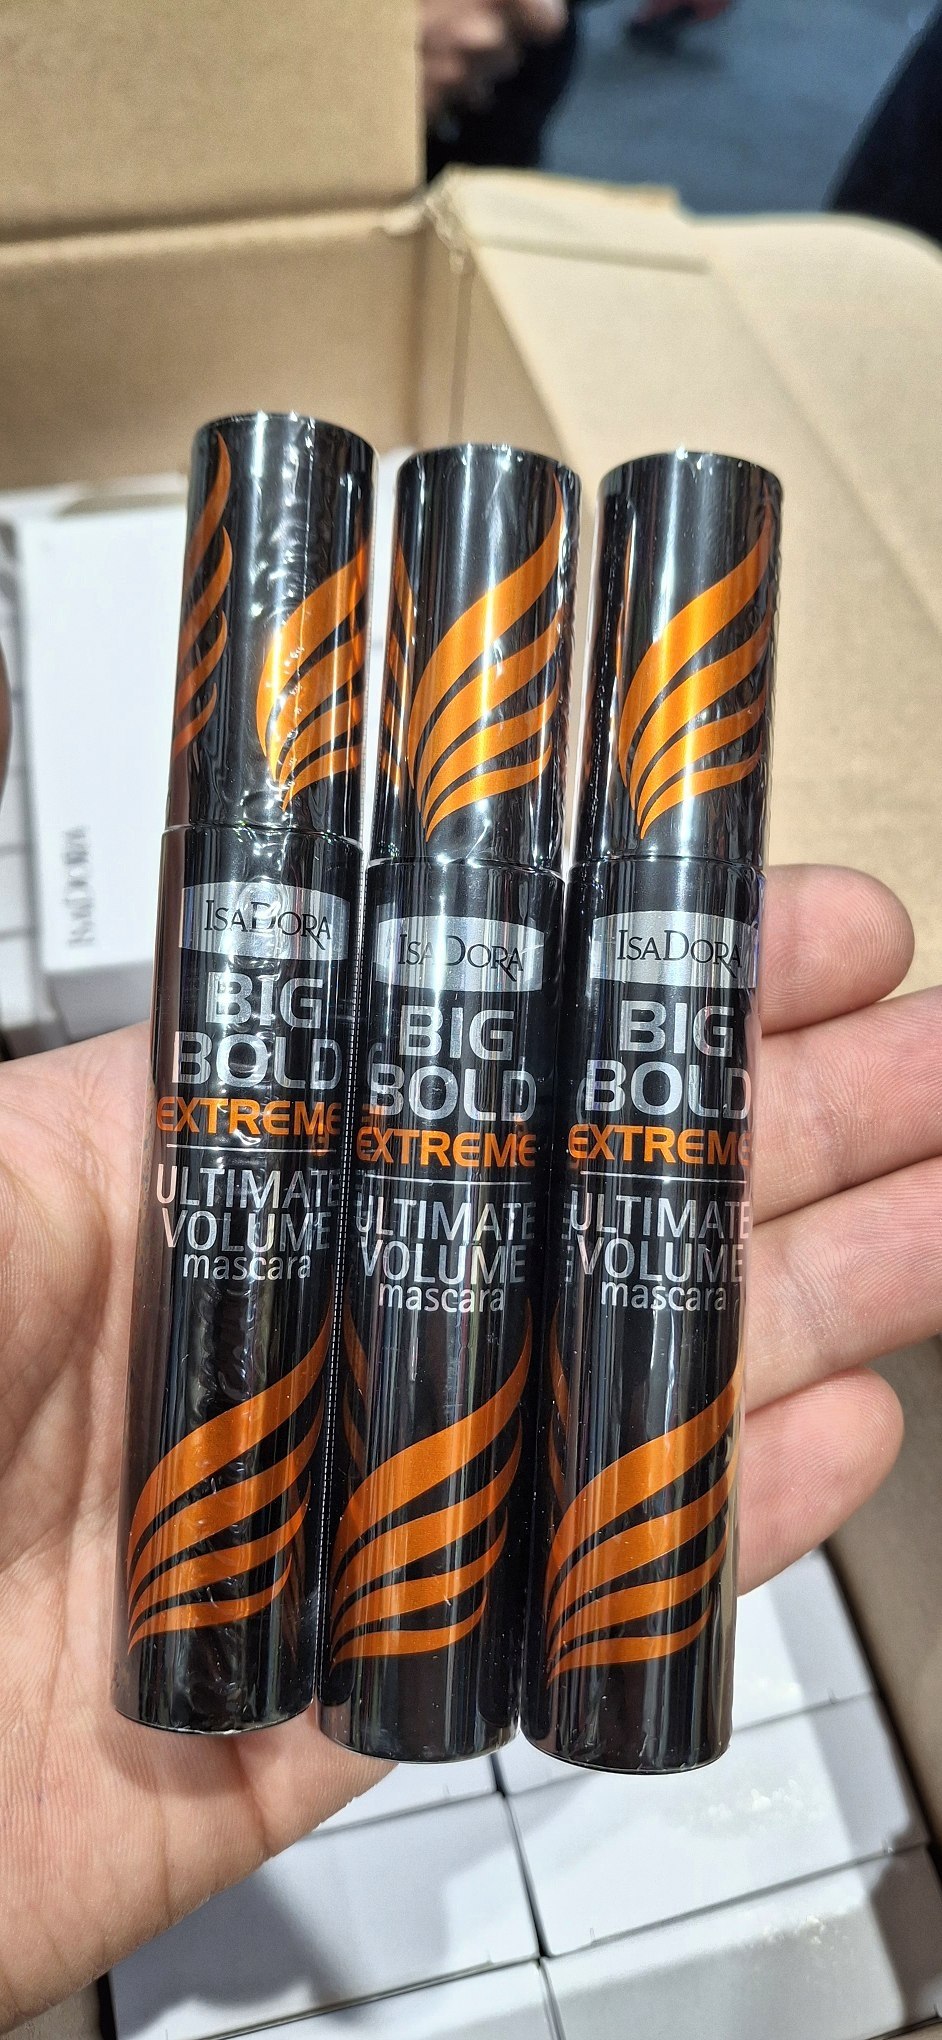 IsaDora
BIG
BOLD
EXTREME
ULTIMATE
VOLUME
mascara
IsaDora
BIG
BOLD
EXTREME
ULTIMATE
VOLUME
mascara
IsaDora
BIG
BOLD
EXTREME
ULTIMATE
VOLUME
mascara
IsaDora